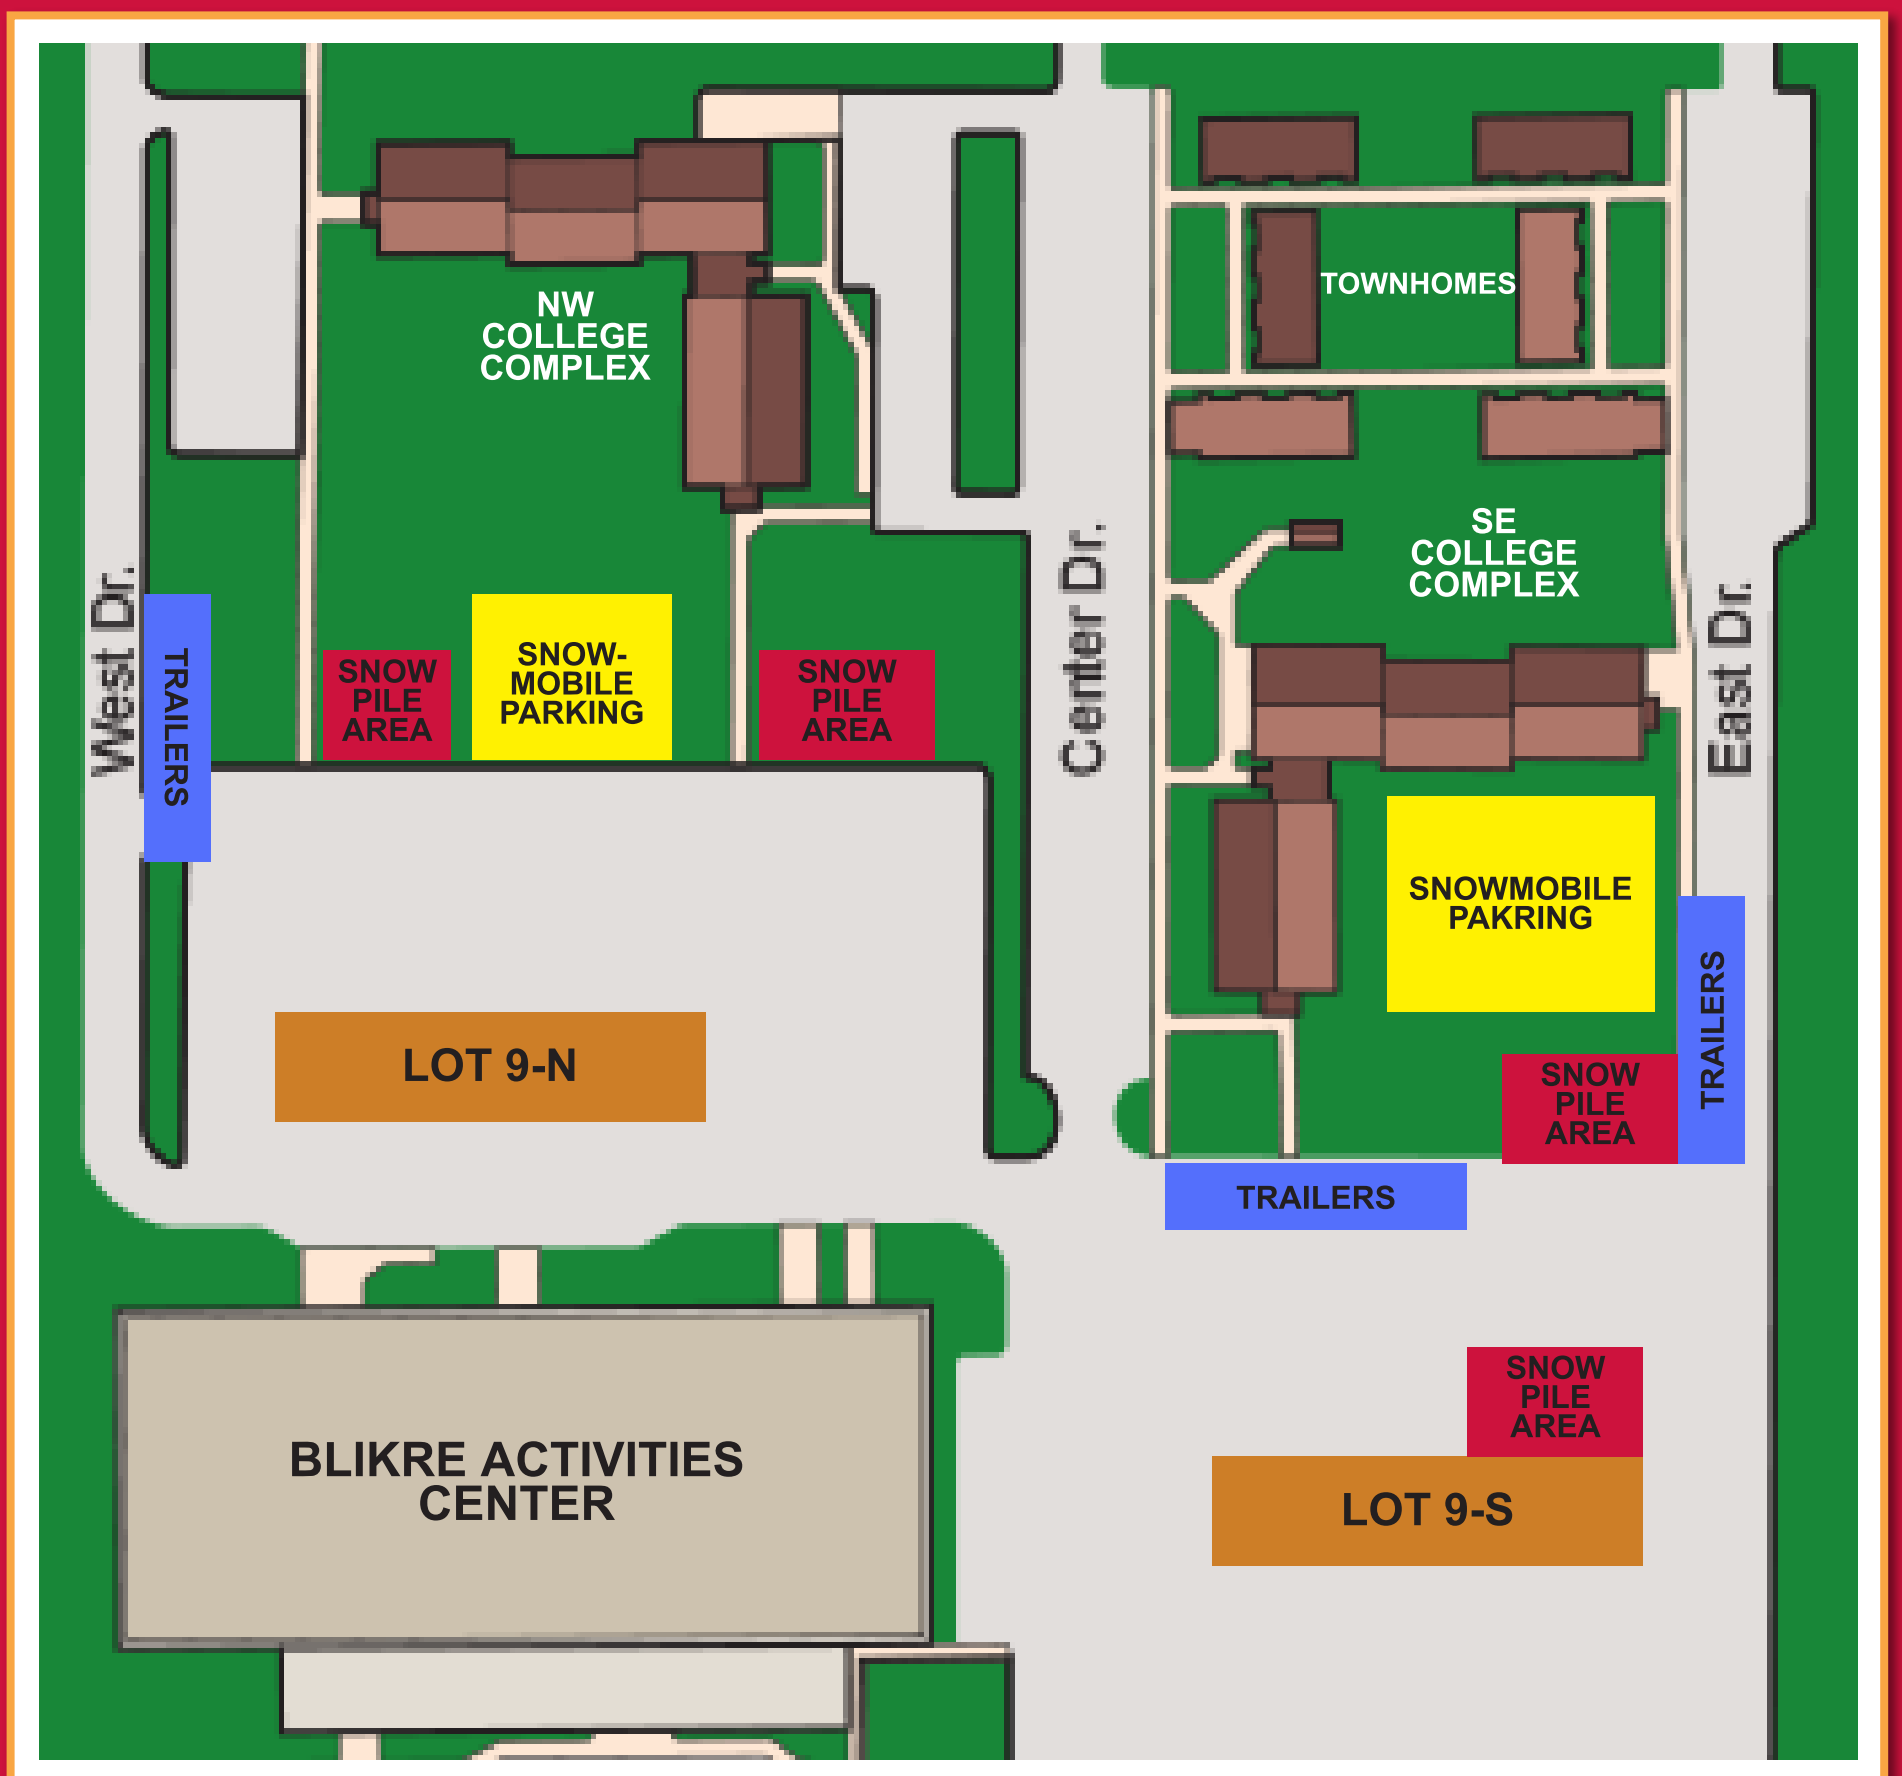 NW
COLLEGE
COMPLEX
TOWNHOMES
SE
COLLEGE
COMPLEX
West Dr.
TRAILERS
SNOW
PILE
AREA
SNOW-
MOBILE
PARKING
SNOW
PILE
AREA
Center Dr.
East Dr.
SNOWMOBILE
PAKRING
TRAILERS
LOT 9-N
SNOW
PILE
AREA
TRAILERS
SNOW
PILE
AREA
BLIKRE ACTIVITIES
CENTER
LOT 9-S